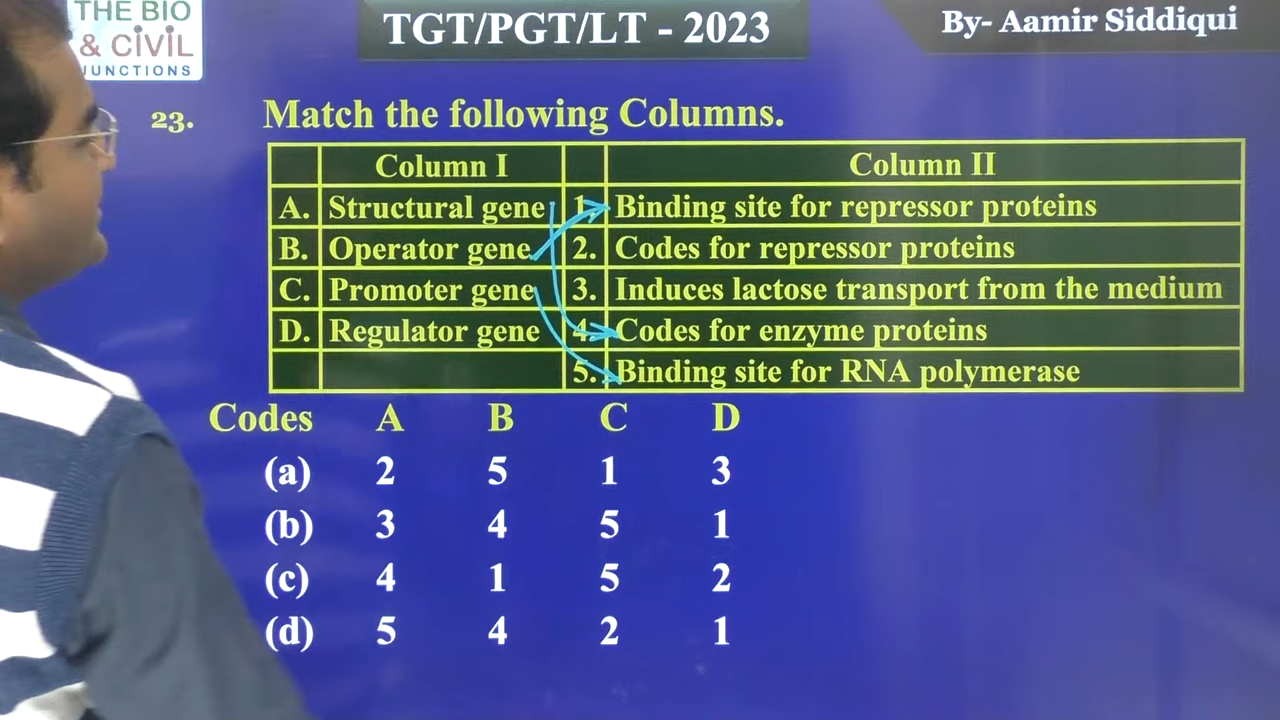 THE BIO
& CIVIL
JUNCTIONS
TGT/PGT/LT - 2023
By- Aamir Siddiqui
23. Match the following Columns.
Column I Column II
A. Structural gene 1. Binding site for repressor proteins
B. Operator gene 2. Codes for repressor proteins
C. Promoter gene 3. Induces lactose transport from the medium
D. Regulator gene 4. Codes for enzyme proteins
5. Binding site for RNA polymerase
Codes A B C D
(a) 2 5 1 3
(b) 3 4 5 1
(c) 4 1 5 2
(d) 5 4 2 1